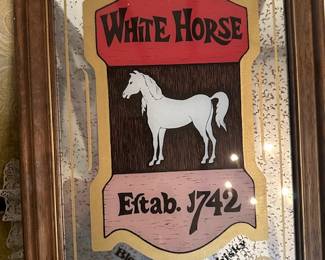 WHITE HORSE
Eſtab. 1742